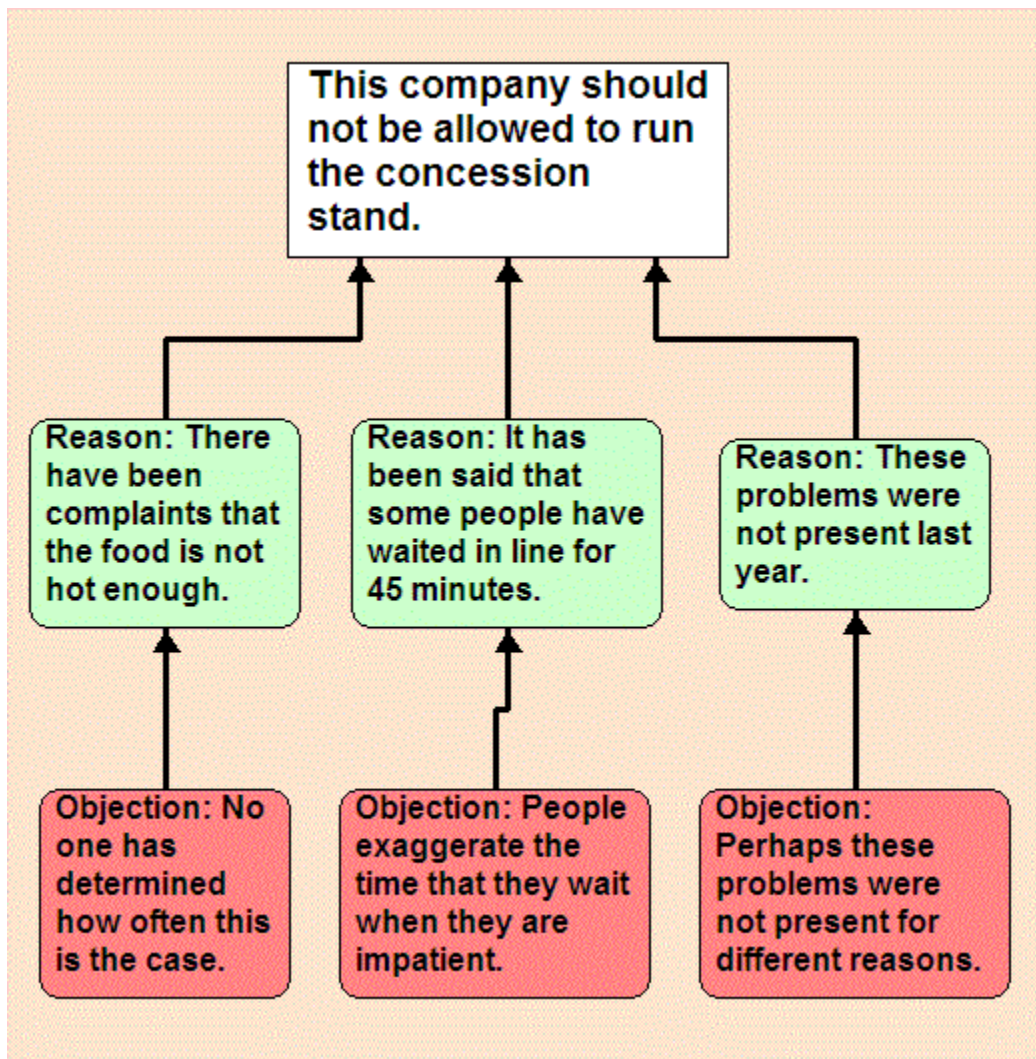 This company should
not be allowed to run
the concession
stand.
Reason: There
have been
complaints that
the food is not
hot enough.
Reason: It has
been said that
some people have
waited in line for
45 minutes.
Reason: These
problems were
not present last
year.
Objection: No
one has
determined
how often this
is the case.
Objection: People
exaggerate the
time that they wait
when they are
impatient.
Objection:
Perhaps these
problems were
not present for
different reasons.